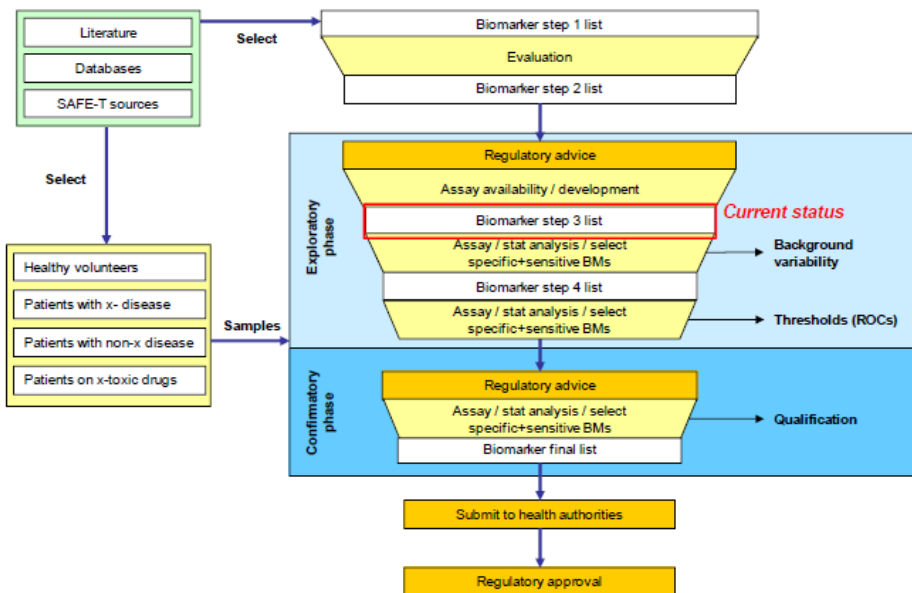 Literature
Databases
SAFE-T sources
Select
Biomarker step 1 list
Evaluation
Biomarker step 2 list
Select
Healthy volunteers
Patients with x- disease
Patients with non-x disease
Patients on x-toxic drugs
Samples
Exploratory
phase
Regulatory advice
Assay availability / development
Biomarker step 3 list
Current status
Assay / stat analysis / select
specific+sensitive BMs
Background
variability
Biomarker step 4 list
Assay / stat analysis / select
specific+sensitive BMs
Thresholds (ROCs)
Confirmatory
phase
Regulatory advice
Assay / stat analysis / select
specific+sensitive BMs
Qualification
Biomarker final list
Submit to health authorities
Regulatory approval